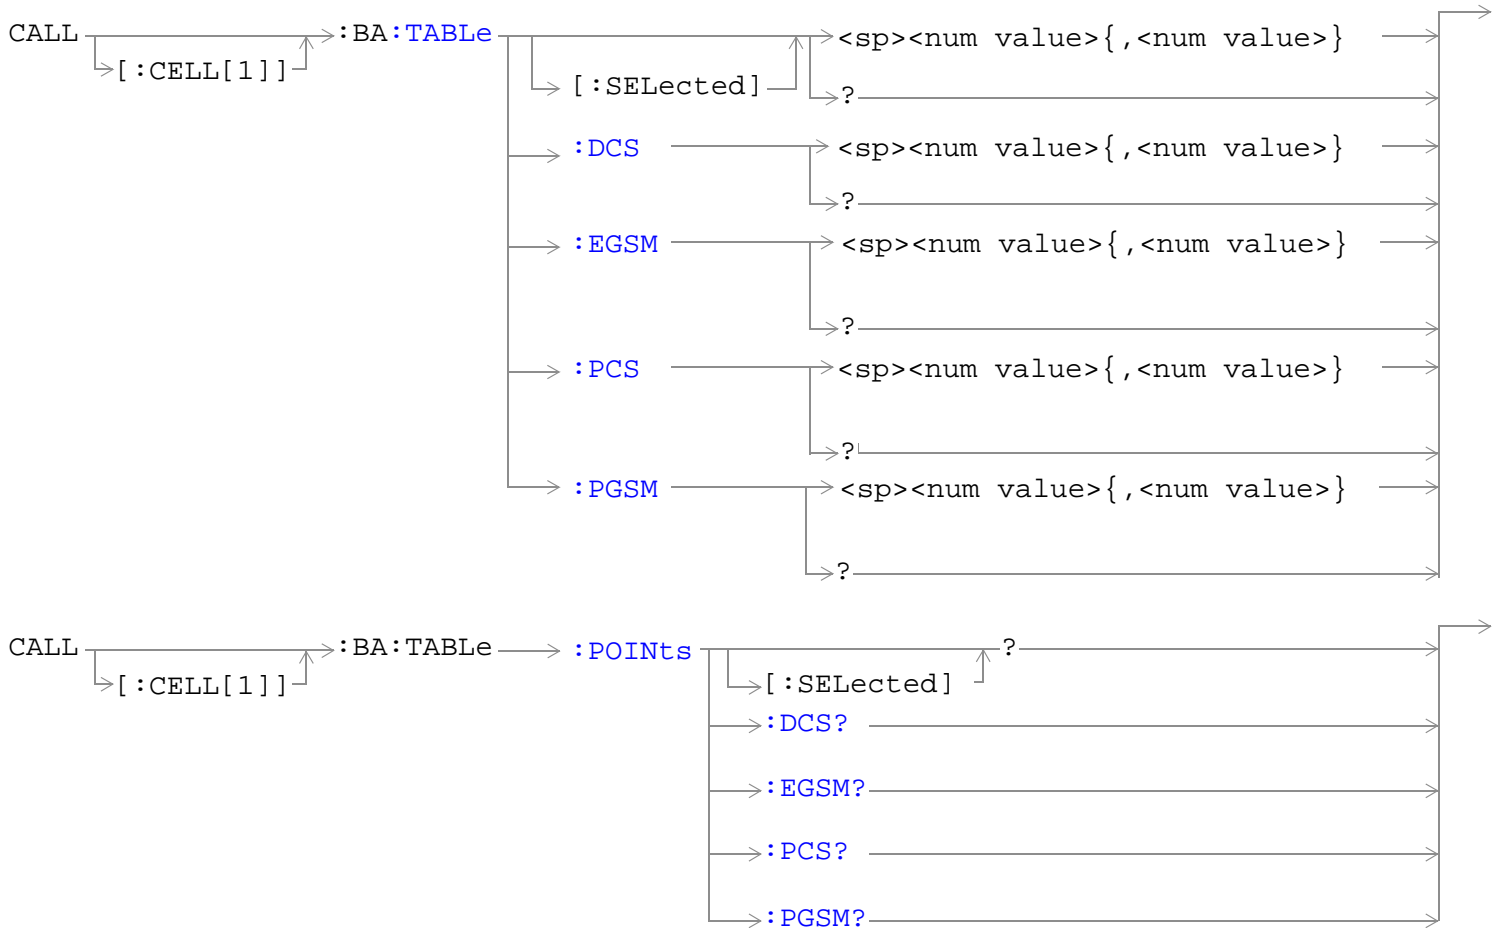 CALL :BA:TABLe <sp><num value>{,<num value>}
[:CELL[1]]
[:SELected]
?
:DCS <sp><num value>{,<num value>}
?
:EGSM <sp><num value>{,<num value>}
?
:PCS <sp><num value>{,<num value>}
?
:PGSM <sp><num value>{,<num value>}
?
CALL :BA:TABLe :POINts ?
[:CELL[1]] [:SELected]
:DCS?
:EGSM?
:PCS?
:PGSM?